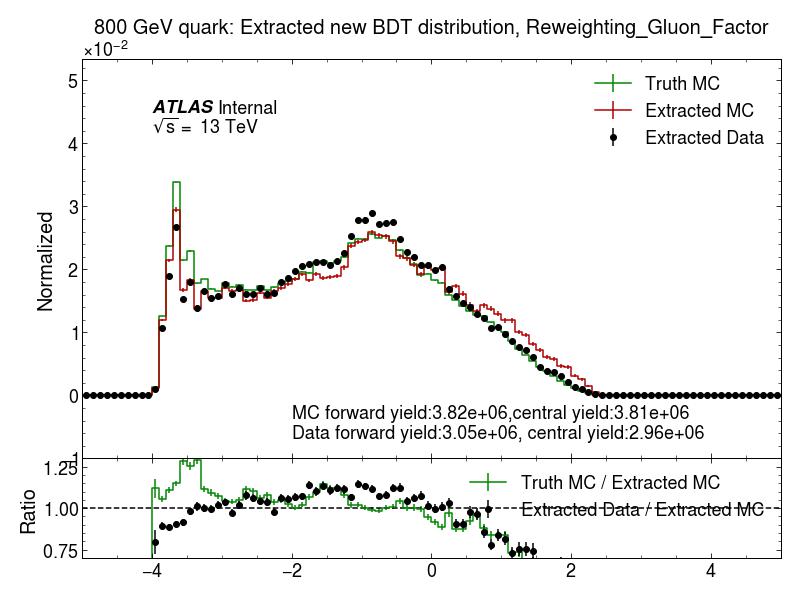 800 GeV quark: Extracted new BDT distribution, Reweighting_Gluon_Factor
×10−2
5
4
3
2
1
0
Normalized
ATLAS Internal
√s = 13 TeV
Truth MC
Extracted MC
Extracted Data
MC forward yield:3.82e+06,central yield:3.81e+06
Data forward yield:3.05e+06, central yield:2.96e+06
1.25
1.00
0.75
Ratio
Truth MC / Extracted MC
Extracted Data / Extracted MC
−4 −2 0 2 4